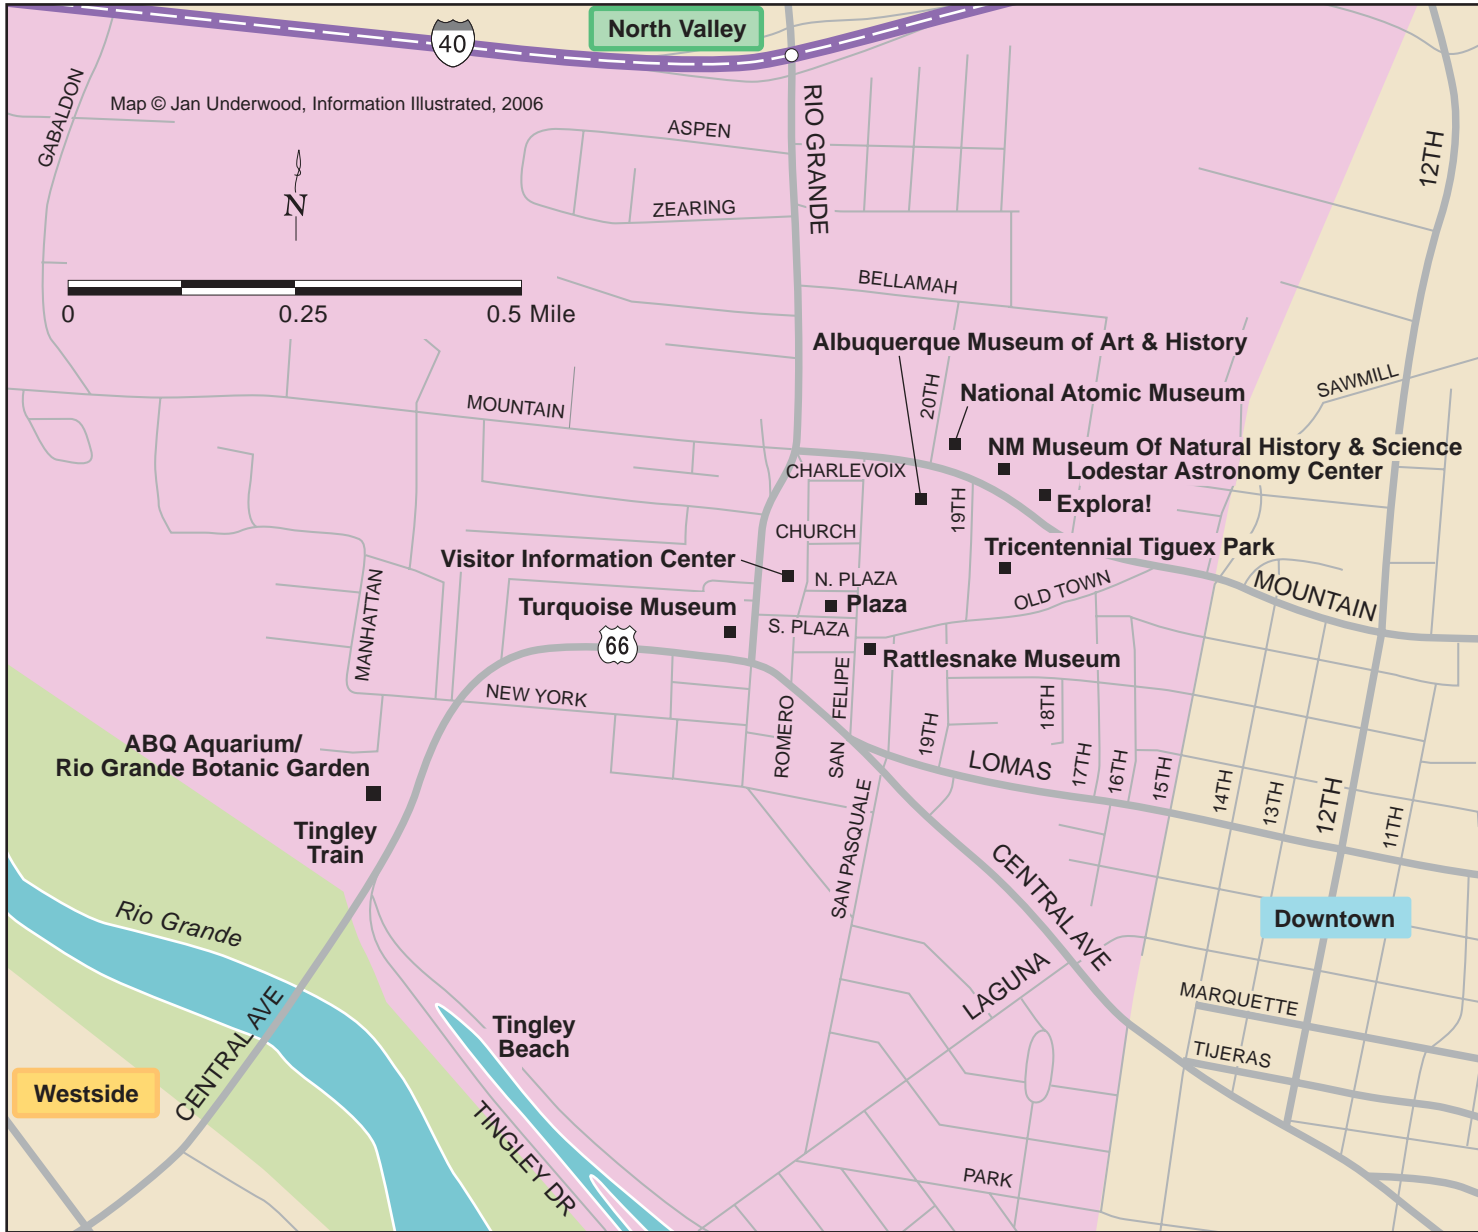 North Valley
40
Map © Jan Underwood, Information Illustrated, 2006
GABALDON
N
0
0.25
0.5 Mile
ASPEN
ZEARING
RIO GRANDE
12TH
BELLAMAH
Albuquerque Museum of Art & History
20TH
National Atomic Museum
SAWMILL
MOUNTAIN
NM Museum Of Natural History & Science
Lodestar Astronomy Center
CHARLEVOIX
Explora!
19TH
CHURCH
Tricentennial Tiguex Park
Visitor Information Center
N. PLAZA
OLD TOWN
MOUNTAIN
Turquoise Museum
Plaza
S. PLAZA
MANHATTAN
66
Rattlesnake Museum
NEW YORK
ROMERO
SAN FELIPE
19TH
18TH
ABQ Aquarium/
Rio Grande Botanic Garden
LOMAS
17TH
16TH
15TH
14TH
13TH
12TH
11TH
Tingley
Train
SAN PASQUALE
CENTRAL AVE
Downtown
Rio Grande
LAGUNA
MARQUETTE
CENTRAL AVE
Tingley
Beach
TIJERAS
Westside
TINGLEY DR
PARK